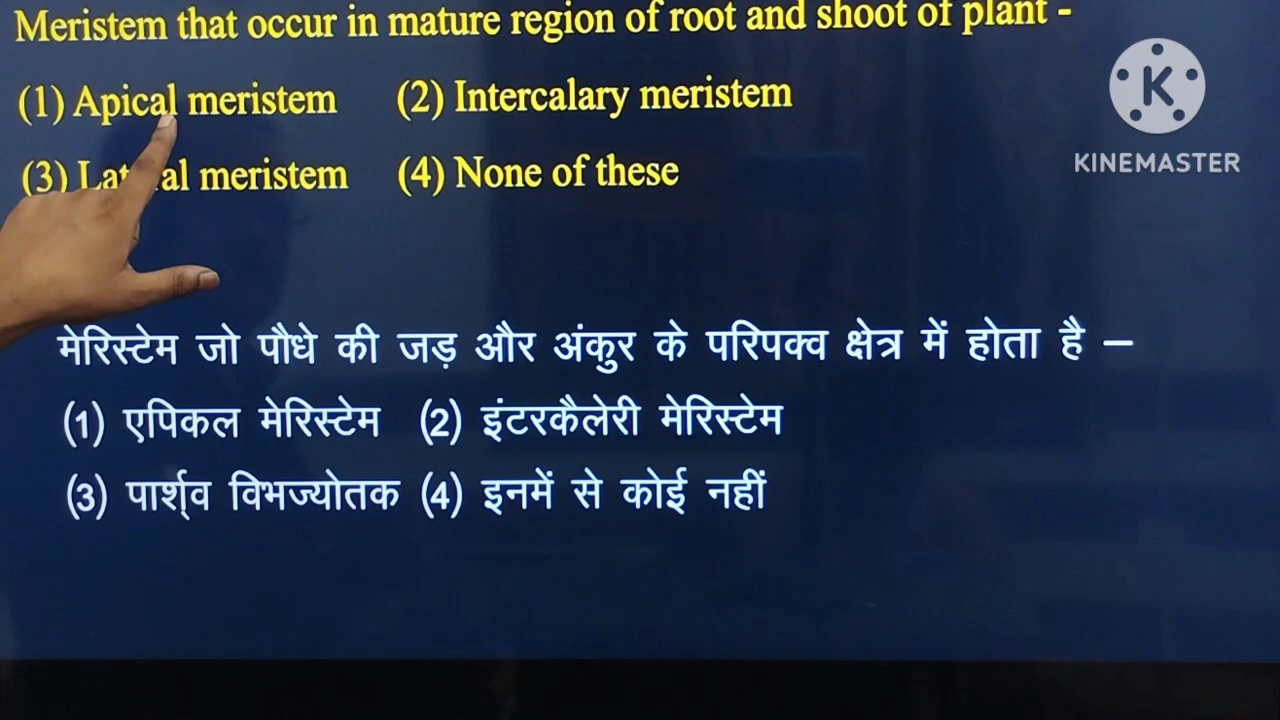 Meristem that occur in mature region of root and shoot of plant -
(1) Apical meristem (2) Intercalary meristem
(3) meristem (4) None of these
K
KINEMASTER
मेरिस्टेम जो पौधे की जड़ और अंकुर के परिपक्व क्षेत्र में होता है –
(1) एपिकल मेरिस्टेम (2) इंटरकैलेरी मेरिस्टेम
(3) पार्श्व विभज्योतक (4) इनमें से कोई नहीं